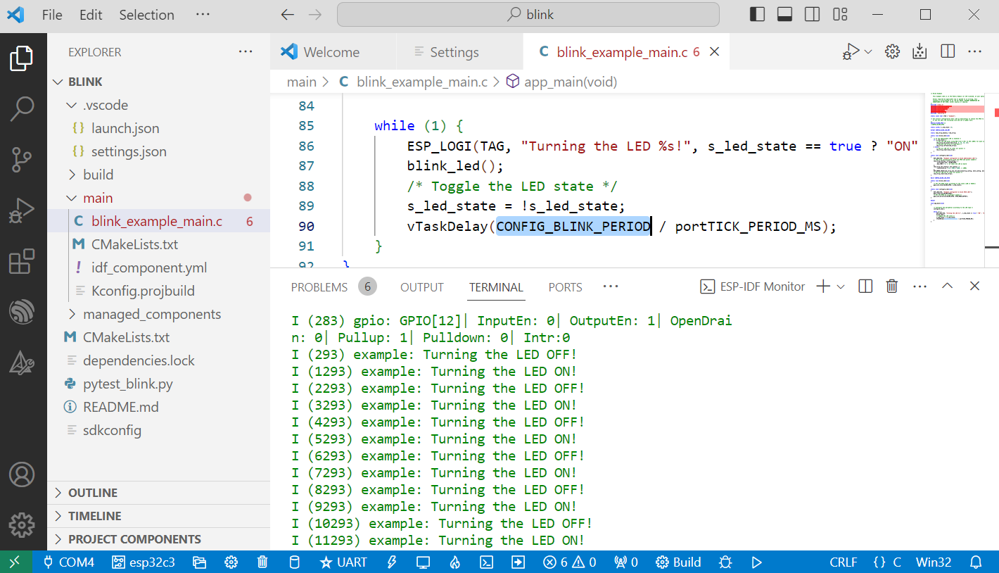 File Edit Selection ···
blink
EXPLORER ···
BLINK
.vscode
{} launch.json
{} settings.json
build
main
C blink_example_main.c 6
M CMakeLists.txt
! idf_component.yml
Kconfig.projbuild
managed_components
M CMakeLists.txt
dependencies.lock
pytest_blink.py
README.md
sdkconfig
OUTLINE
TIMELINE
PROJECT COMPONENTS
Welcome Settings C blink_example_main.c 6
main > C blink_example_main.c > app_main(void)
84
85 while (1) {
86 ESP_LOGI(TAG, "Turning the LED %s!", s_led_state == true ? "ON"
87 blink_led();
88 /* Toggle the LED state */
89 s_led_state = !s_led_state;
90 vTaskDelay(CONFIG_BLINK_PERIOD / portTICK_PERIOD_MS);
91 }
92 }
PROBLEMS 6 OUTPUT TERMINAL PORTS ··· ESP-IDF Monitor
I (283) gpio: GPIO[12]| InputEn: 0| OutputEn: 1| OpenDrai
n: 0| Pullup: 1| Pulldown: 0| Intr:0
I (293) example: Turning the LED OFF!
I (1293) example: Turning the LED ON!
I (2293) example: Turning the LED OFF!
I (3293) example: Turning the LED ON!
I (4293) example: Turning the LED OFF!
I (5293) example: Turning the LED ON!
I (6293) example: Turning the LED OFF!
I (7293) example: Turning the LED ON!
I (8293) example: Turning the LED OFF!
I (9293) example: Turning the LED ON!
I (10293) example: Turning the LED OFF!
I (11293) example: Turning the LED ON!
COM4 esp32c3 UART 6 0 0 Build CRLF {} C Win32